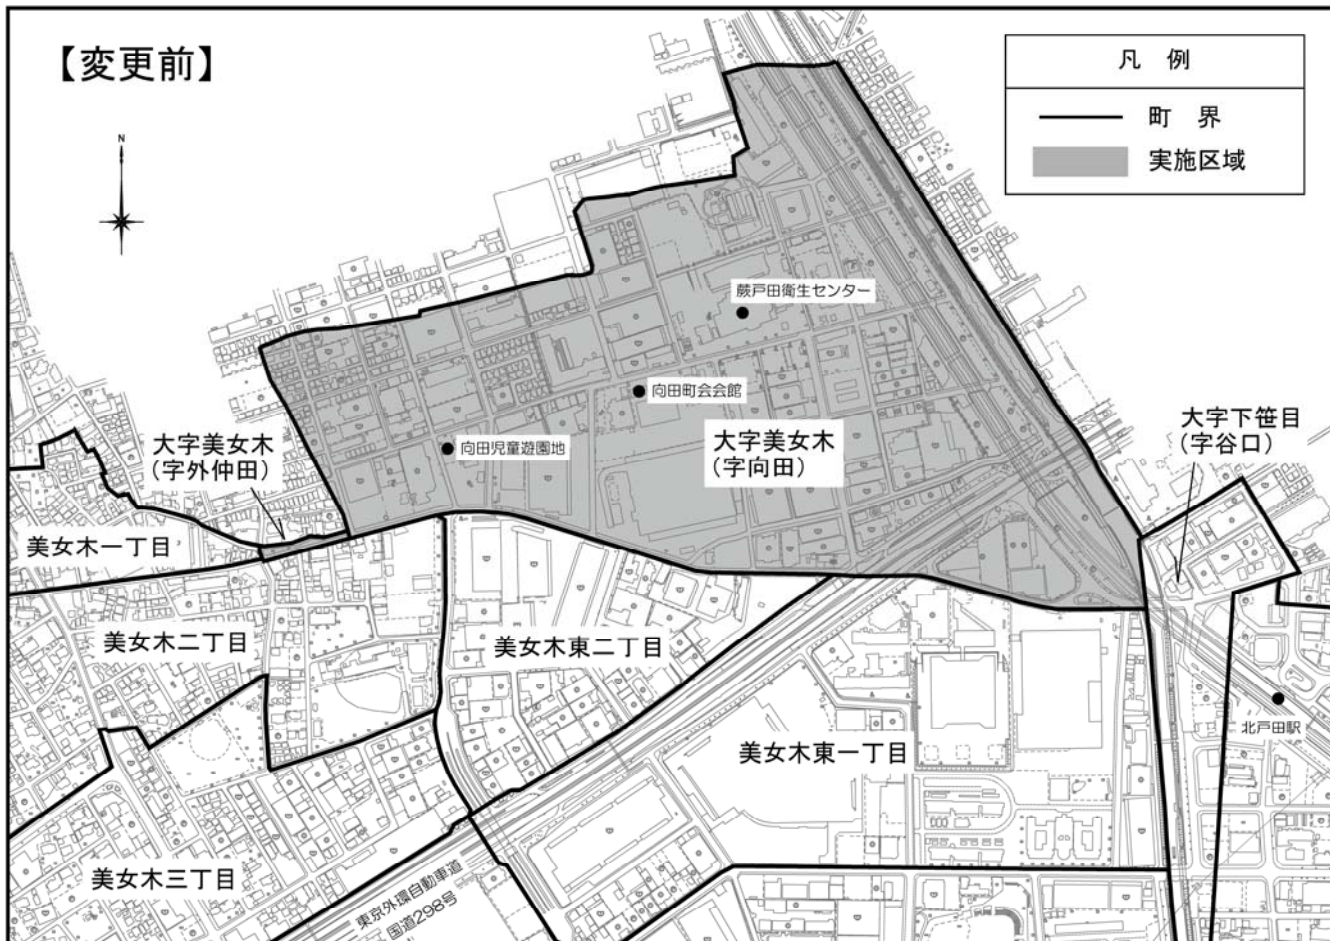 【変更前】
凡 例
町 界
実施区域
N
蕨戸田衛生センター
向田町会会館
向田児童遊園地
大字美女木
(字向田)
大字美女木
(字外仲田)
大字下笹目
(字谷口)
美女木一丁目
美女木二丁目
美女木東二丁目
美女木東一丁目
北戸田駅
美女木三丁目
東京外環自動車道
国道298号